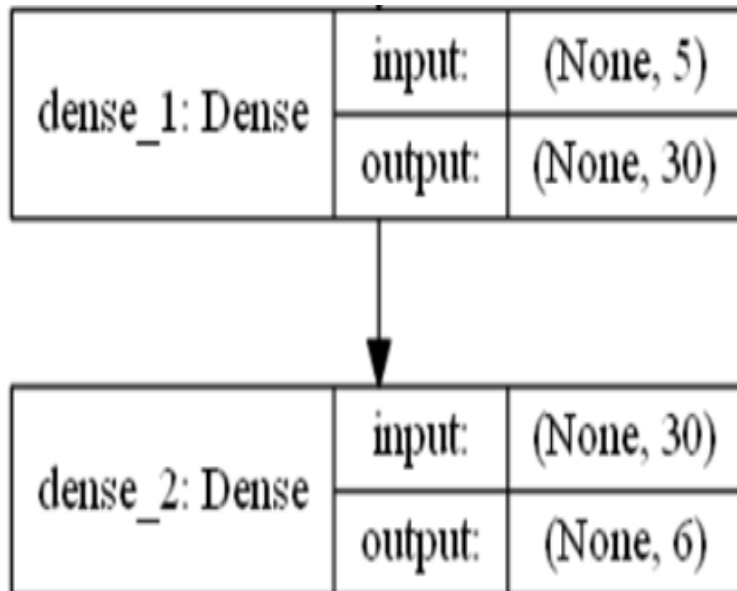 dense_1: Dense
input:
(None, 5)
output:
(None, 30)
dense_2: Dense
input:
(None, 30)
output:
(None, 6)